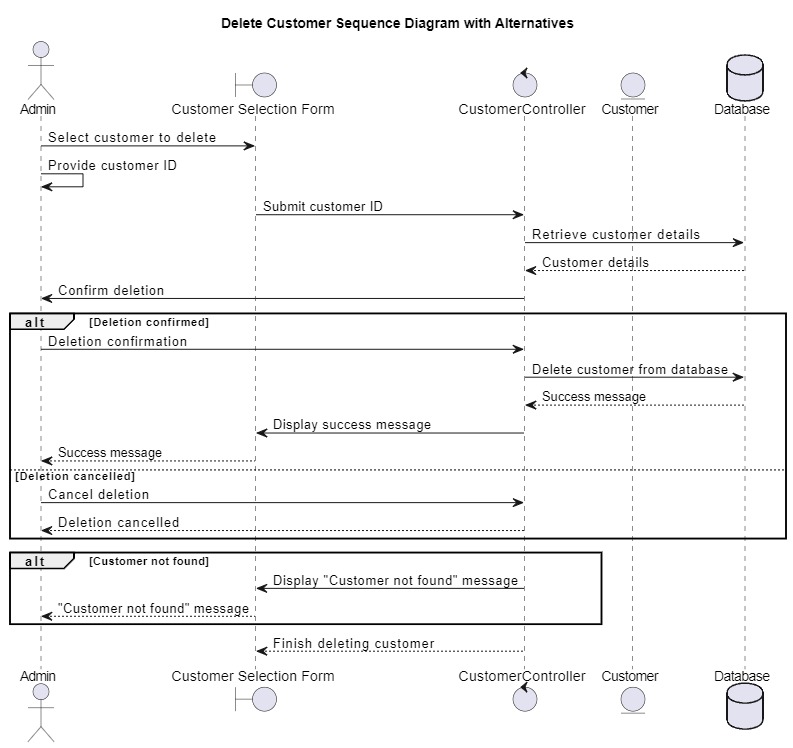 Delete Customer Sequence Diagram with Alternatives
Admin
Customer Selection Form
CustomerController
Customer
Database
Select customer to delete
Provide customer ID
Submit customer ID
Retrieve customer details
Customer details
Confirm deletion
alt [Deletion confirmed]
Deletion confirmation
Delete customer from database
Success message
Display success message
Success message
[Deletion cancelled]
Cancel deletion
Deletion cancelled
alt [Customer not found]
Display "Customer not found" message
"Customer not found" message
Finish deleting customer
Admin
Customer Selection Form
CustomerController
Customer
Database